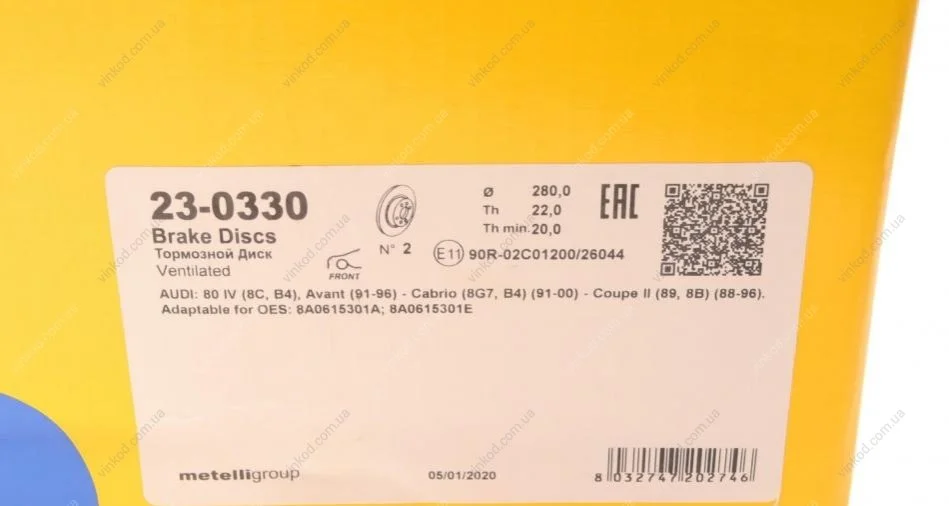 23-0330
Brake Discs
Тормозной Диск
Ventilated
N° 2
FRONT
Ø 280,0
Th 22,0
Th min. 20,0
EAC
E11 90R-02C01200/26044
AUDI: 80 IV (8C, B4), Avant (91-96) - Cabrio (8G7, B4) (91-00) - Coupe II (89, 8B) (88-96).
Adaptable for OES: 8A0615301A; 8A0615301E
metelligroup
05/01/2020
8 032747 202746
vinkod.com.ua